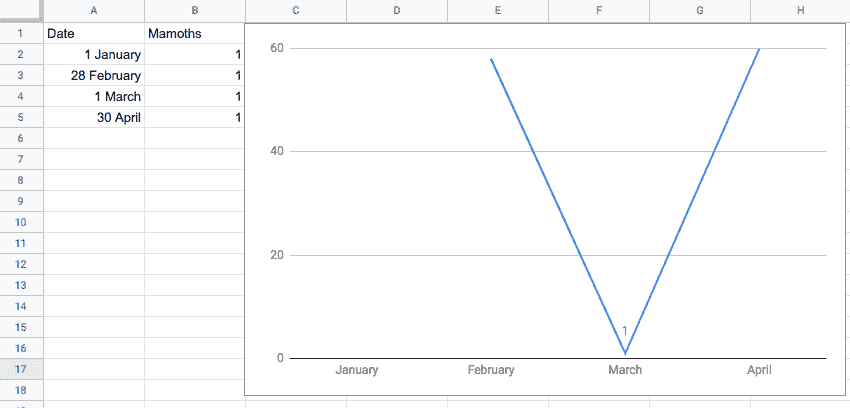 A B C D E F G H
1 Date Mamoths
2 1 January 1
3 28 February 1
4 1 March 1
5 30 April 1
6
7
8
9
10
11
12
13
14
15
16
17
18
60
40
20
0
1
January February March April